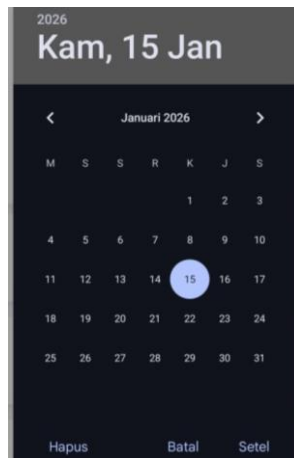 2026
Kam, 15 Jan
Januari 2026
M S S R K J S
1 2 3
4 5 6 7 8 9 10
11 12 13 14 15 16 17
18 19 20 21 22 23 24
25 26 27 28 29 30 31
Hapus Batal Setel